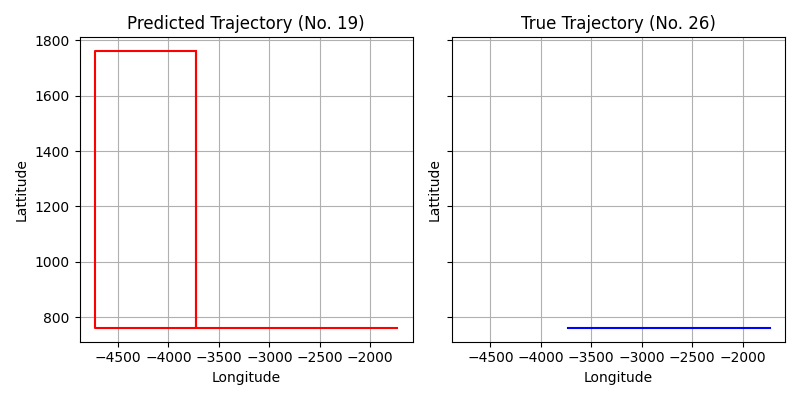 Predicted Trajectory (No. 19)
True Trajectory (No. 26)
1800
1600
1400
1200
1000
800
Lattitude
Lattitude
−4500 −4000 −3500 −3000 −2500 −2000
−4500 −4000 −3500 −3000 −2500 −2000
Longitude
Longitude